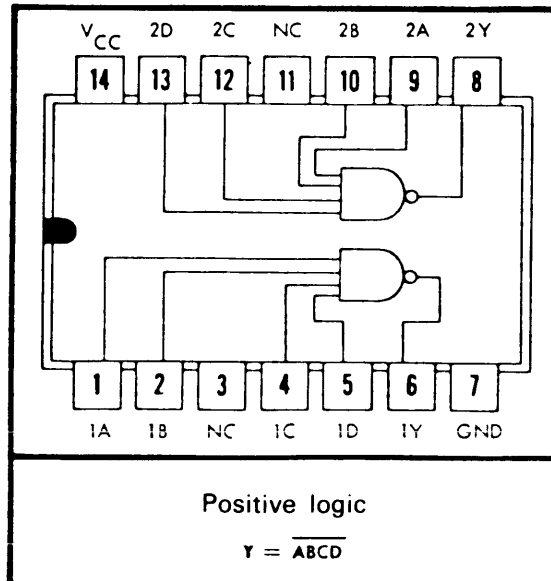 VCC 2D 2C NC 2B 2A 2Y
14 13 12 11 10 9 8
1 2 3 4 5 6 7
1A 1B NC 1C 1D 1Y GND
Positive logic
Y = ABCD